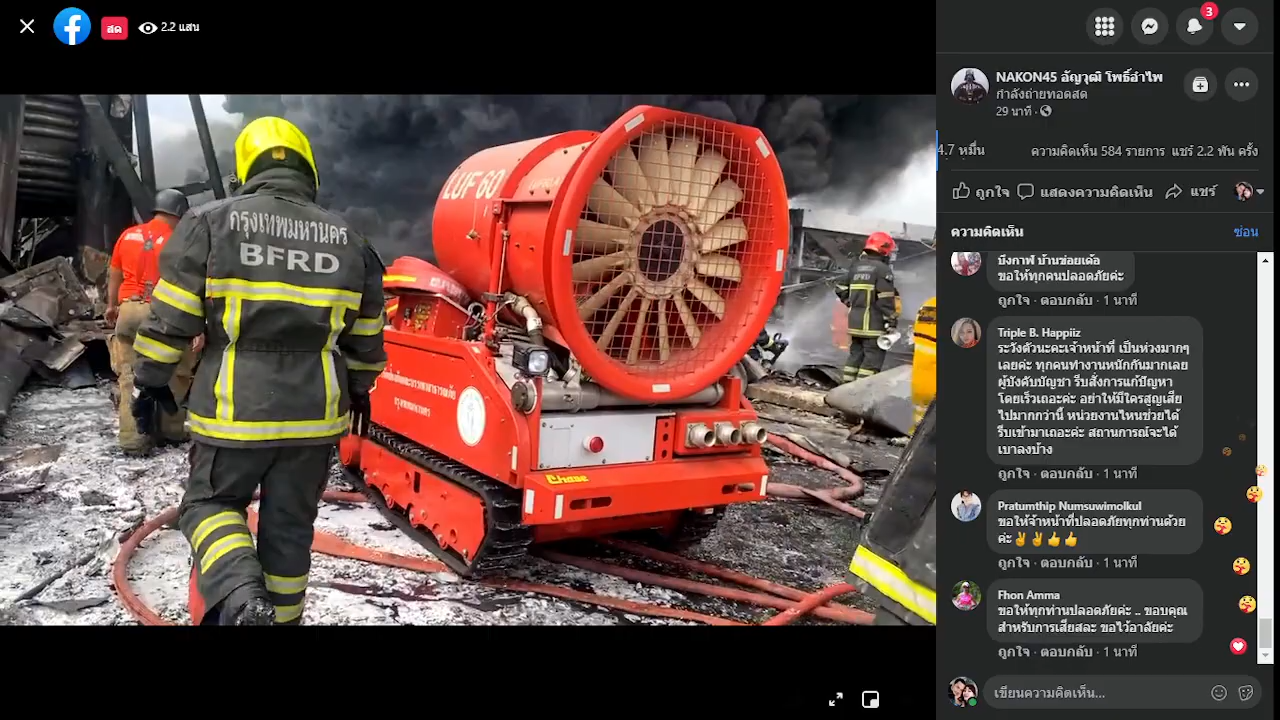 สด
2.2 แสน
3
NAKON45 อัญวุฒิ โพธิ์อำไพ
กำลังถ่ายทอดสด
29 นาที ·
4.7 หมื่น
ความคิดเห็น 584 รายการ แชร์ 2.2 พัน ครั้ง
ถูกใจ
แสดงความคิดเห็น
แชร์
ความคิดเห็น
ซ่อน
ขอให้ทุกคนปลอดภัยค่ะ
ถูกใจ · ตอบกลับ · 1 นาที
Triple B. Happiiz
ระวังตัวนะคะเจ้าหน้าที่ เป็นห่วงมากๆ
เลยค่ะ ทุกคนทำงานหนักกันมากเลย
ผู้บังคับบัญชา รีบสั่งการแก้ปัญหา
โดยเร็วเถอะค่ะ อย่าให้มีใครสูญเสีย
ไปมากกว่านี้ หน่วยงานไหนช่วยได้
รีบเข้ามาเถอะค่ะ สถานการณ์จะได้
เบาลงบ้าง
ถูกใจ · ตอบกลับ · 1 นาที
Pratumthip Numsuwimolkul
ขอให้จ้าหน้าที่ปลอดภัยทุกท่านด้วย
ค่ะ✌✌👍👍
ถูกใจ · ตอบกลับ · 1 นาที
Fhon Amma
ขอให้ทุกท่านปลอดภัยค่ะ .. ขอบคุณ
สำหรับการเสียสละ ขอไว้อาลัยค่ะ
ถูกใจ · ตอบกลับ · 1 นาที
เขียนความคิดเห็น...
กรุงเทพมหานคร
BFRD
LUF 60
BFRD
กรุงเทพมหานคร
Chase